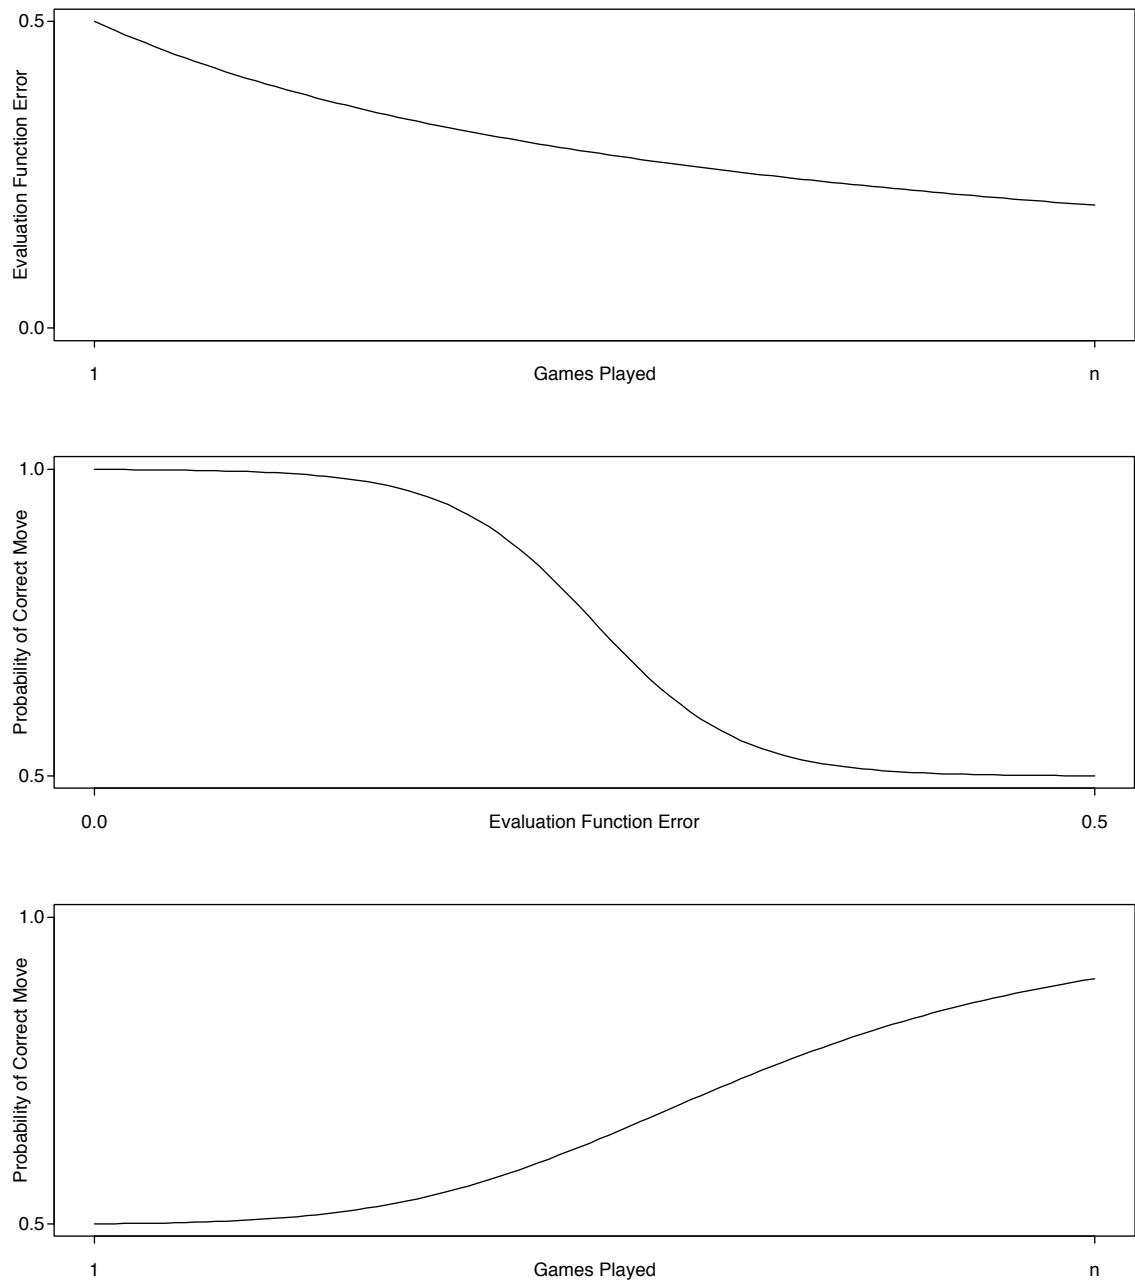 Evaluation Function Error
0.5
0.0
1
Games Played
n
Probability of Correct Move
1.0
0.5
0.0
Evaluation Function Error
0.5
Probability of Correct Move
1.0
0.5
1
Games Played
n